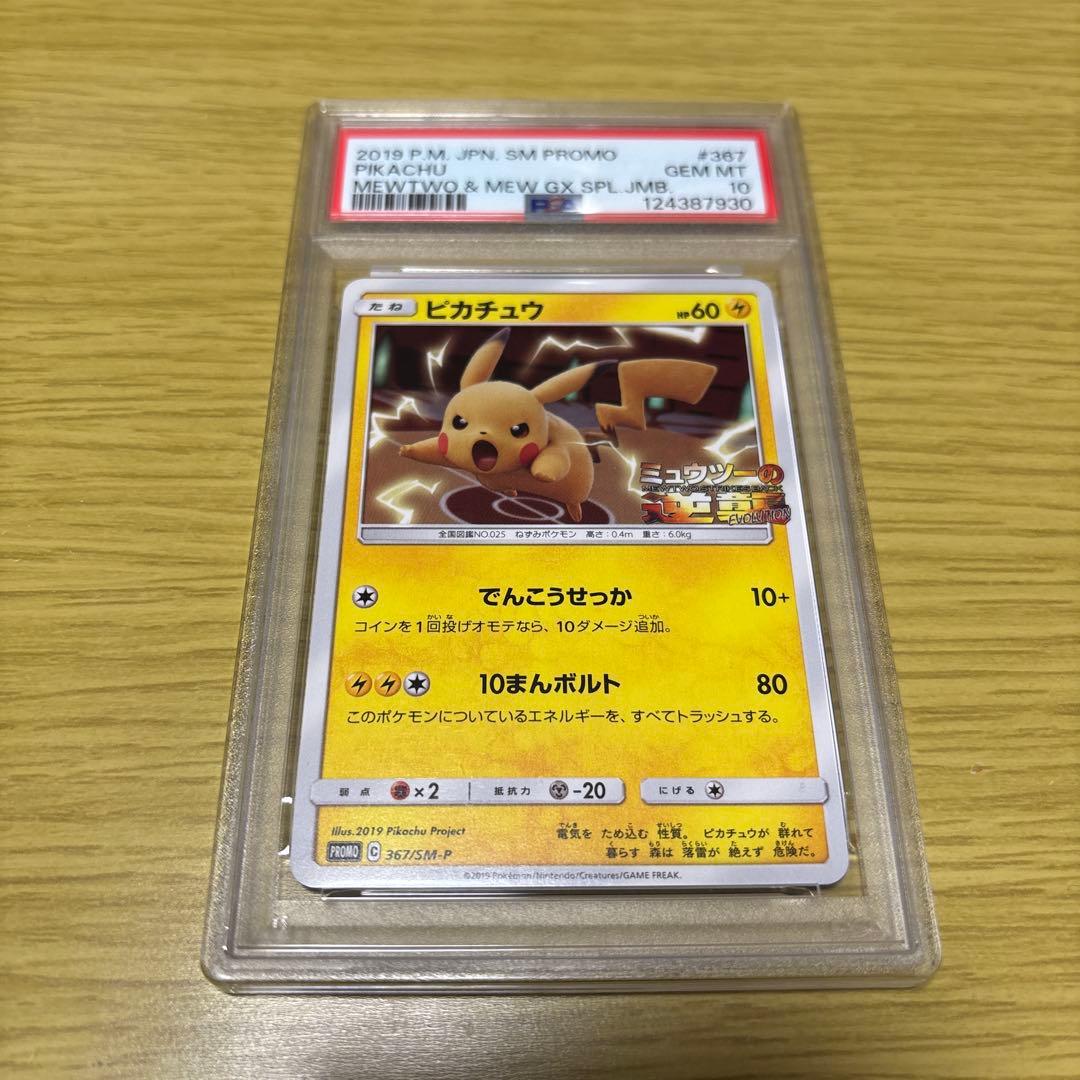 2019 P.M. JPN. SM PROMO #367
PIKACHU GEM MT
MEWTWO & MEW GX SPL.JMB. 10
PSA 124387930
たね ピカチュウ HP60
ミュウツーの
MEWTWO STRIKES BACK
逆襲
EVOLUTION
全国図鑑NO.025 ねずみポケモン 高さ:0.4m 重さ:6.0kg
でんこうせっか 10+
コインを1回投げオモテなら、10ダメージ追加。
10まんボルト 80
このポケモンについているエネルギーを、すべてトラッシュする。
弱点 ×2 抵抗力 -20 にげる
Illus.2019 Pikachu Project
電気を ため込む 性質。 ピカチュウが 群れて
暮らす 森は 落雷が 絶えず 危険だ。
PROMO C 367/SM-P
©2019 Pokémon/Nintendo/Creatures/GAME FREAK.